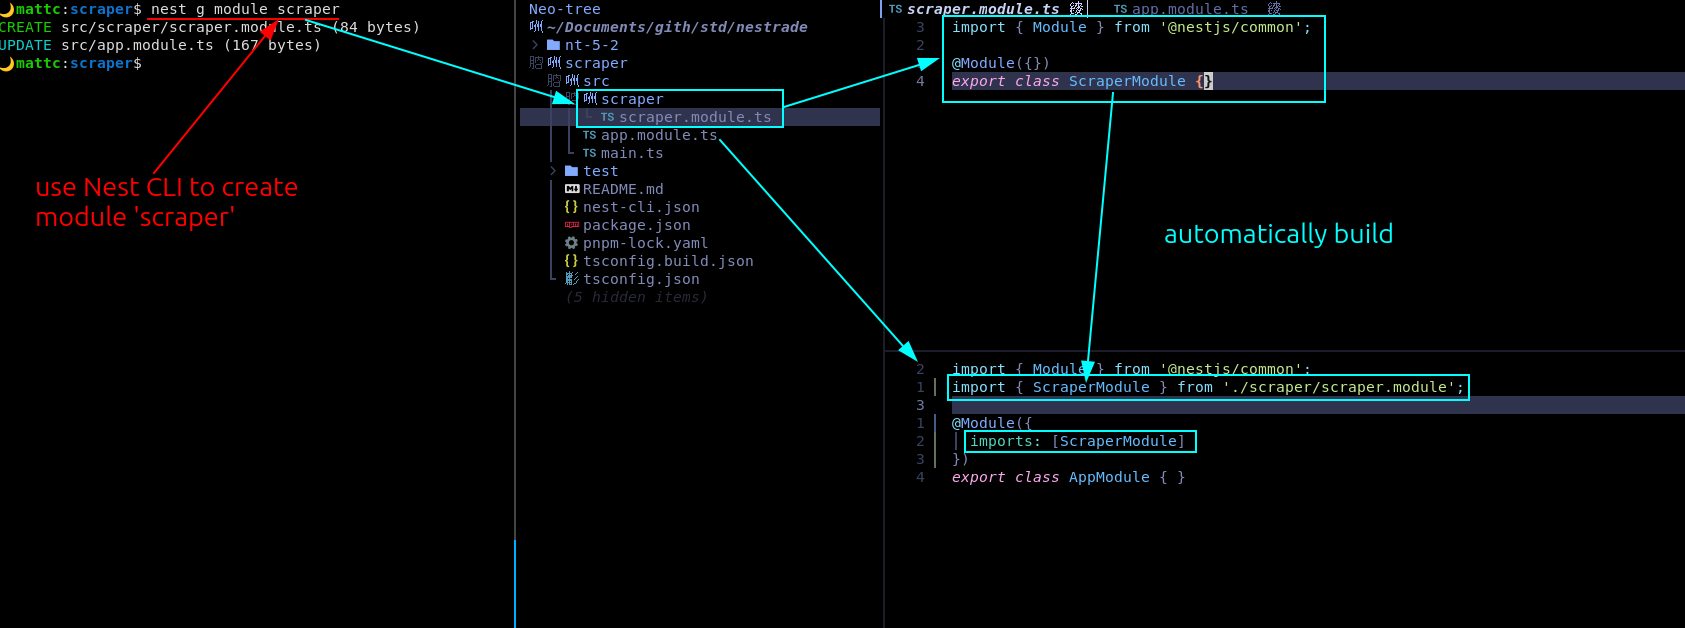 mattc:scraper$ nest g module scraper
CREATE src/scraper/scraper.module.ts (84 bytes)
UPDATE src/app.module.ts (167 bytes)
mattc:scraper$
use Nest CLI to create
module 'scraper'
Neo-tree
~/Documents/gith/std/nestrade
nt-5-2
scraper
src
scraper
TS scraper.module.ts
TS app.module.ts
TS main.ts
test
README.md
{} nest-cli.json
package.json
pnpm-lock.yaml
{} tsconfig.build.json
tsconfig.json
(5 hidden items)
TS scraper.module.ts TS app.module.ts
3 import { Module } from '@nestjs/common';
2
@Module({})
4 export class ScraperModule {}
automatically build
2 import { Module } from '@nestjs/common';
1 import { ScraperModule } from './scraper/scraper.module';
3
1 @Module({
2 imports: [ScraperModule]
3 })
4 export class AppModule { }